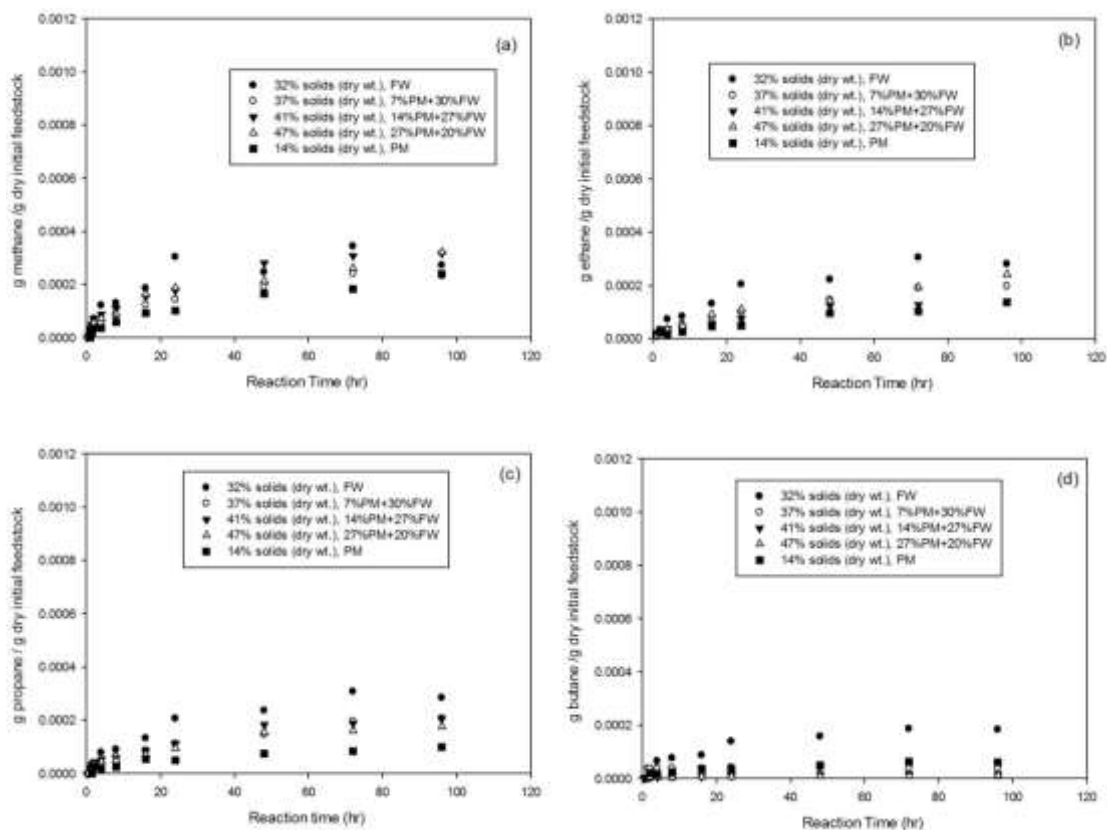 (a)
g methane /g dry initial feedstock
0.0012
0.0010
0.0008
0.0006
0.0004
0.0002
0.0000
32% solids (dry wt.), FW
37% solids (dry wt.), 7%PM+30%FW
41% solids (dry wt.), 14%PM+27%FW
47% solids (dry wt.), 27%PM+20%FW
14% solids (dry wt.), PM
0 20 40 60 80 100 120
Reaction Time (hr)
(b)
g ethane /g dry initial feedstock
0.0012
0.0010
0.0008
0.0006
0.0004
0.0002
0.0000
32% solids (dry wt.), FW
37% solids (dry wt.), 7%PM+30%FW
41% solids (dry wt.), 14%PM+27%FW
47% solids (dry wt.), 27%PM+20%FW
14% solids (dry wt.), PM
0 20 40 60 80 100 120
Reaction Time (hr)
(c)
g propane / g dry initial feedstock
0.0012
0.0010
0.0008
0.0006
0.0004
0.0002
0.0000
32% solids (dry wt.), FW
37% solids (dry wt.), 7%PM+30%FW
41% solids (dry wt.), 14%PM+27%FW
47% solids (dry wt.), 27%PM+20%FW
14% solids (dry wt.), PM
0 20 40 60 80 100 120
Reaction time (hr)
(d)
g butane /g dry initial feedstock
0.0012
0.0010
0.0008
0.0006
0.0004
0.0002
0.0000
32% solids (dry wt.), FW
37% solids (dry wt.), 7%PM+30%FW
41% solids (dry wt.), 14%PM+27%FW
47% solids (dry wt.), 27%PM+20%FW
14% solids (dry wt.), PM
0 20 40 60 80 100 120
Reaction Time (hr)